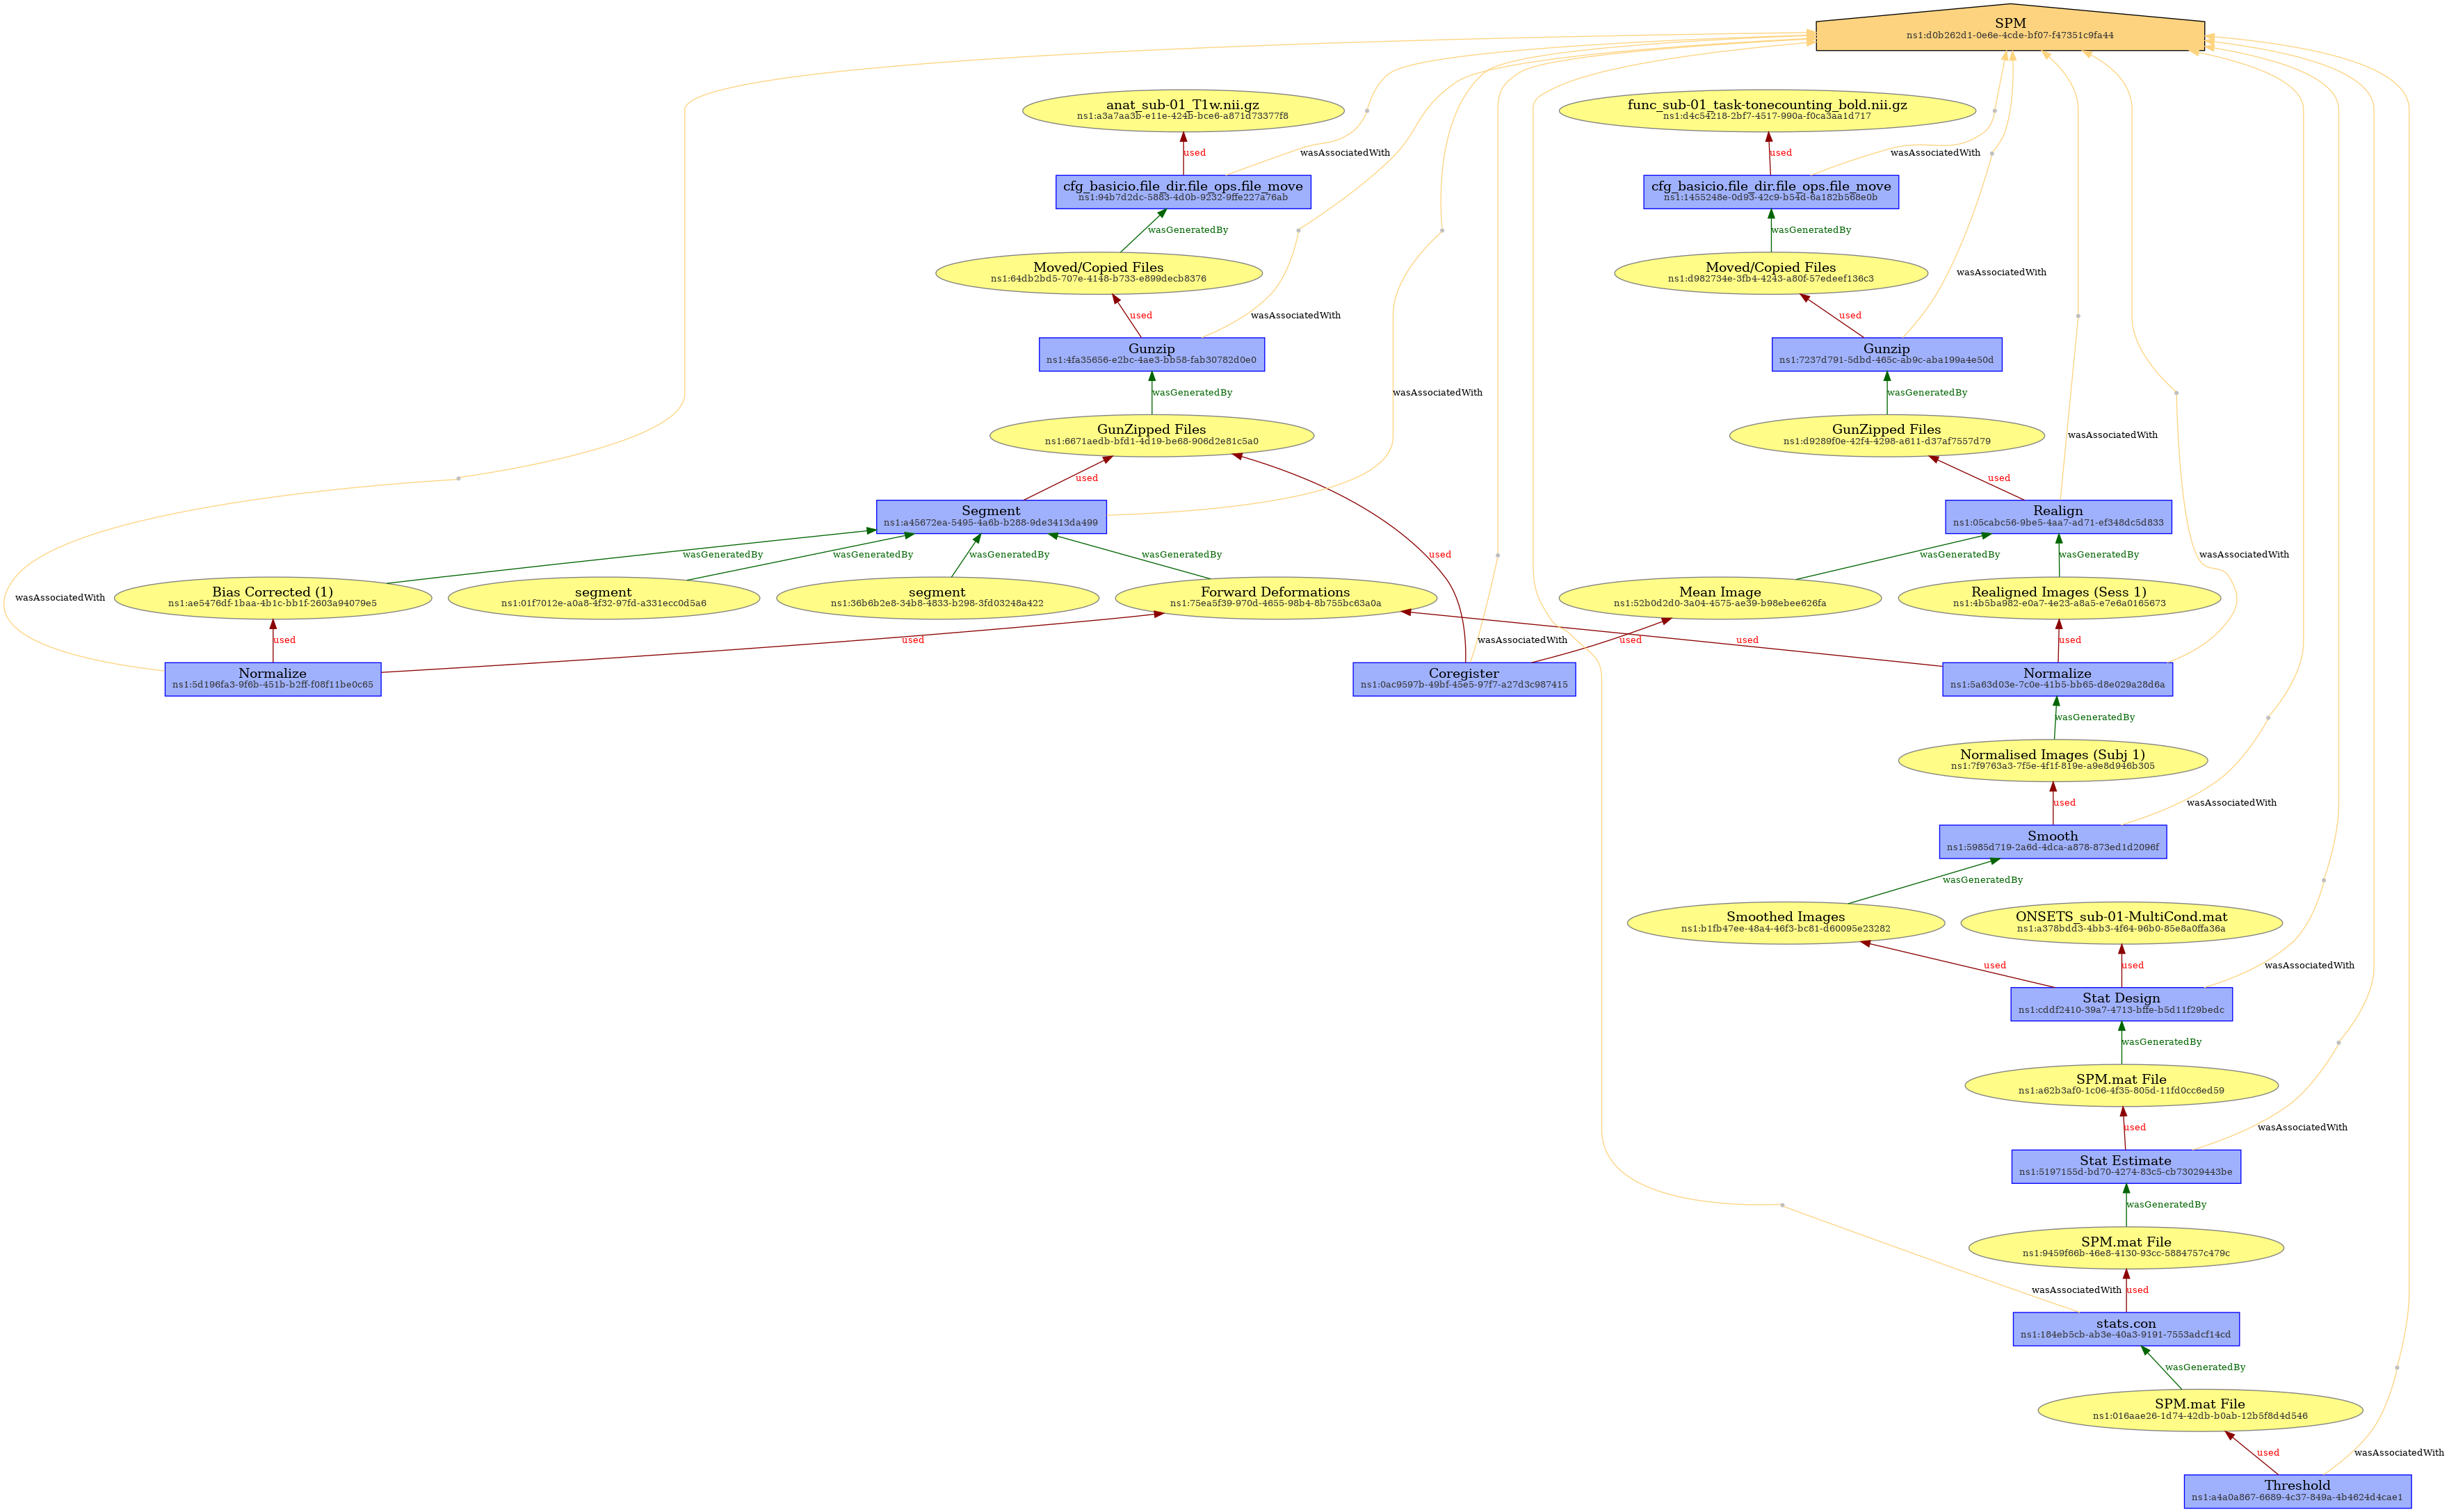 SPM
ns1:d0b262d1-0e6e-4cde-bf07-f47351c9fa44
anat_sub-01_T1w.nii.gz
ns1:a3a7aa3b-e11e-424b-bce6-a871d73377f8
func_sub-01_task-tonecounting_bold.nii.gz
ns1:d4c54218-2bf7-4517-990a-f0ca3aa1d717
used
wasAssociatedWith
used
wasAssociatedWith
cfg_basicio.file_dir.file_ops.file_move
ns1:94b7d2dc-5883-4d0b-9232-9ffe227a76ab
cfg_basicio.file_dir.file_ops.file_move
ns1:1455248e-0d93-42c9-b54d-6a182b568e0b
wasGeneratedBy
wasGeneratedBy
Moved/Copied Files
ns1:64db2bd5-707e-4148-b733-e899decb8376
Moved/Copied Files
ns1:d982734e-3fb4-4243-a80f-57edeef136c3
wasAssociatedWith
used
wasAssociatedWith
used
Gunzip
ns1:4fa35656-e2bc-4ae3-bb58-fab30782d0e0
Gunzip
ns1:7237d791-5dbd-465c-ab9c-aba199a4e50d
wasGeneratedBy
wasAssociatedWith
wasGeneratedBy
GunZipped Files
ns1:6671aedb-bfd1-4d19-be68-906d2e81c5a0
GunZipped Files
ns1:d9289f0e-42f4-4298-a611-d37af7557d79
wasAssociatedWith
used
used
Segment
ns1:a45672ea-5495-4a6b-b288-9de3413da499
Realign
ns1:05cabc56-9be5-4aa7-ad71-ef348dc5d833
wasGeneratedBy
wasGeneratedBy
wasGeneratedBy
wasGeneratedBy
used
wasGeneratedBy
wasGeneratedBy
wasAssociatedWith
wasAssociatedWith
Bias Corrected (1)
ns1:ae5476df-1baa-4b1c-bb1f-2603a94079e5
segment
ns1:01f7012e-a0a8-4f32-97fd-a331ecc0d5a6
segment
ns1:36b6b2e8-34b8-4833-b298-3fd03248a422
Forward Deformations
ns1:75ea5f39-970d-4655-98b4-8b755bc63a0a
Mean Image
ns1:52b0d2d0-3a04-4575-ae39-b98ebee626fa
Realigned Images (Sess 1)
ns1:4b5ba982-e0a7-4e23-a8a5-e7e6a0165673
used
used
wasAssociatedWith
used
used
used
Normalize
ns1:5d196fa3-9f6b-451b-b2ff-f08f11be0c65
Coregister
ns1:0ac9597b-49bf-45e5-97f7-a27d3c987415
Normalize
ns1:5a63d03e-7c0e-41b5-bb65-d8e029a28d6a
wasGeneratedBy
Normalised Images (Subj 1)
ns1:7f9763a3-7f5e-4f1f-819e-a9e8d946b305
used
wasAssociatedWith
Smooth
ns1:5985d719-2a6d-4dca-a878-873ed1d2096f
wasGeneratedBy
Smoothed Images
ns1:b1fb47ee-48a4-46f3-bc81-d60095e23282
ONSETS_sub-01-MultiCond.mat
ns1:a378bdd3-4bb3-4f64-96b0-85e8a0ffa36a
used
used
wasAssociatedWith
Stat Design
ns1:cddf2410-39a7-4713-bffe-b5d11f29bedc
wasGeneratedBy
SPM.mat File
ns1:a62b3af0-1c06-4f35-805d-11fd0cc6ed59
used
wasAssociatedWith
Stat Estimate
ns1:5197155d-bd70-4274-83c5-cb73029443be
wasGeneratedBy
SPM.mat File
ns1:9459f66b-46e8-4130-93cc-5884757c479c
wasAssociatedWith
used
stats.con
ns1:184eb5cb-ab3e-40a3-9191-7553adcf14cd
wasGeneratedBy
SPM.mat File
ns1:016aae26-1d74-42db-b0ab-12b5f8d4d546
used
wasAssociatedWith
Threshold
ns1:a4a0a867-6689-4c37-849a-4b4624d4cae1